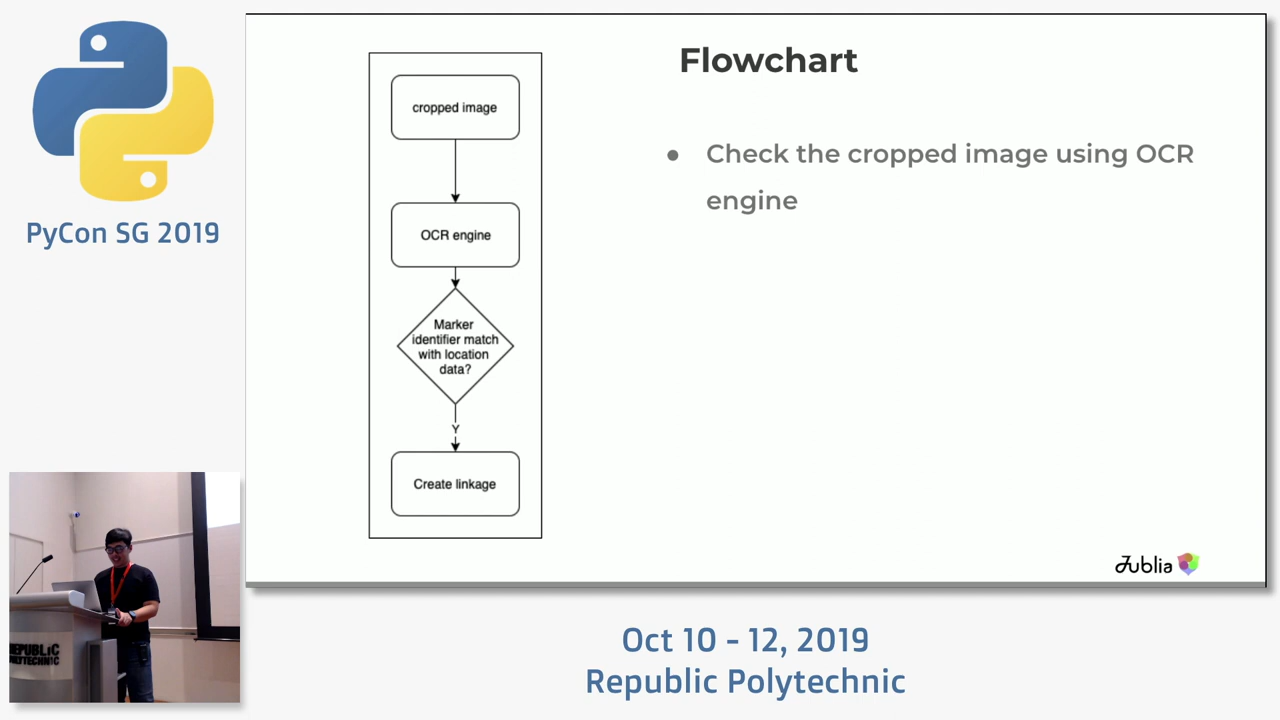 PyCon SG 2019
cropped image
OCR engine
Marker
identifier match
with location
data?
Y
Create linkage
Flowchart
● Check the cropped image using OCR
engine
Jublia
REPUBLIC
POLYTECHNIC
Oct 10 - 12, 2019
Republic Polytechnic